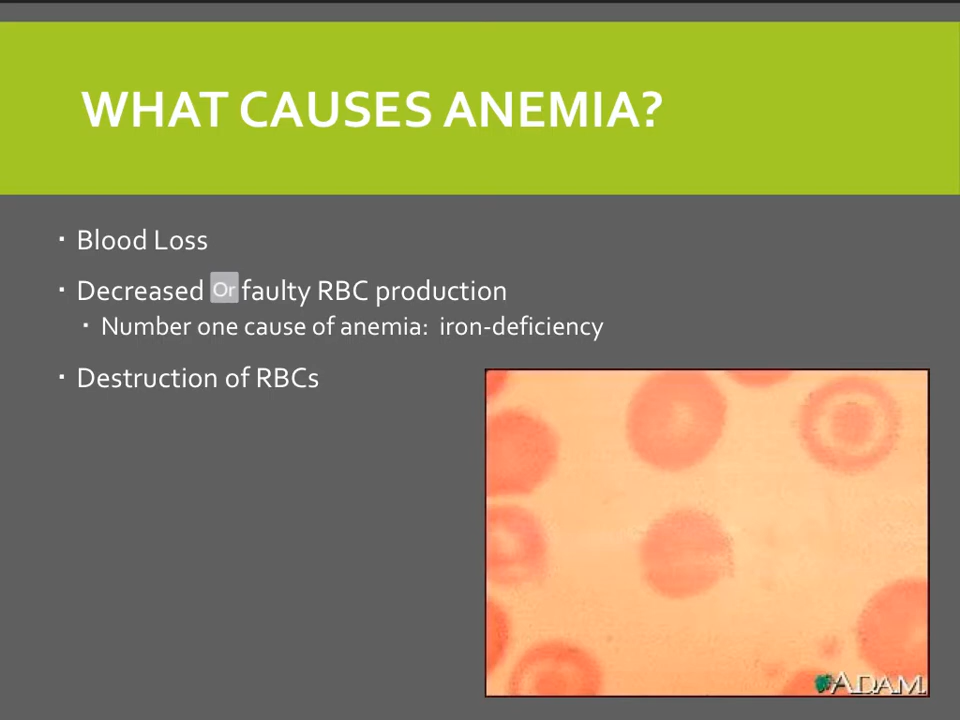 WHAT CAUSES ANEMIA?
▪ Blood Loss
▪ Decreased Or faulty RBC production
▪ Number one cause of anemia: iron-deficiency
▪ Destruction of RBCs
A.D.A.M.